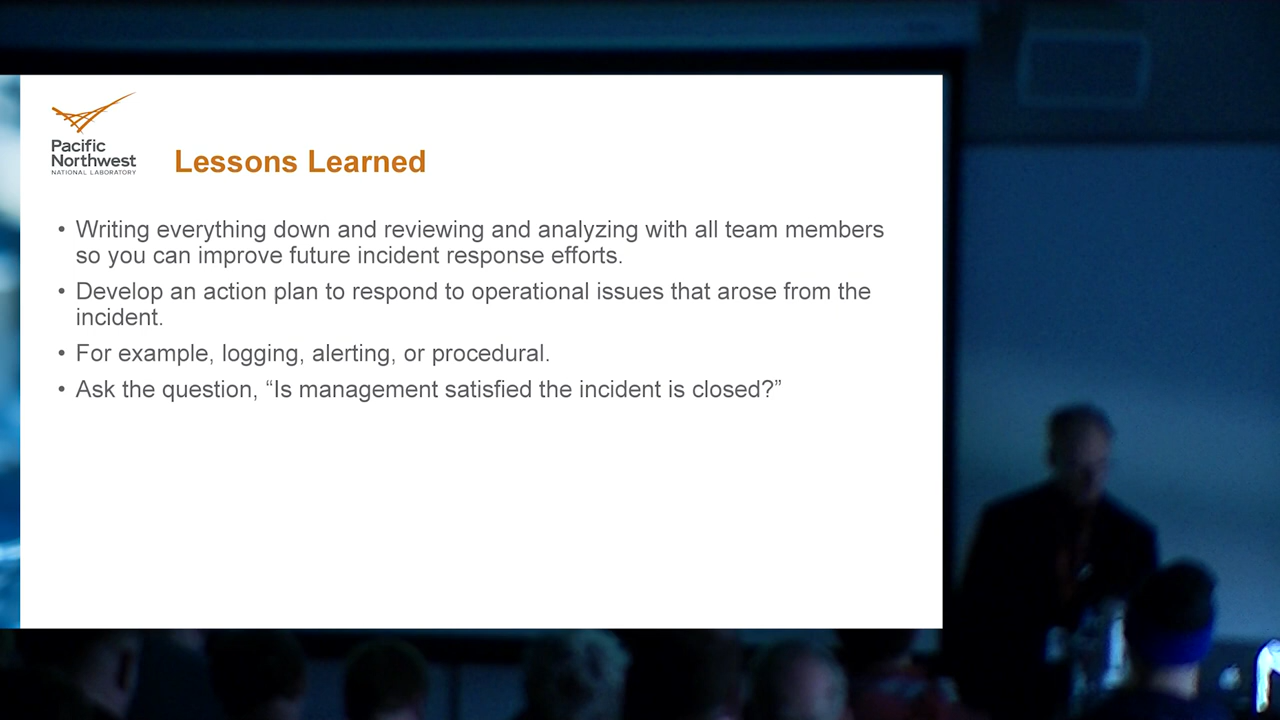 Pacific
Northwest
NATIONAL LABORATORY
Lessons Learned
• Writing everything down and reviewing and analyzing with all team members
so you can improve future incident response efforts.
• Develop an action plan to respond to operational issues that arose from the
incident.
• For example, logging, alerting, or procedural.
• Ask the question, “Is management satisfied the incident is closed?”